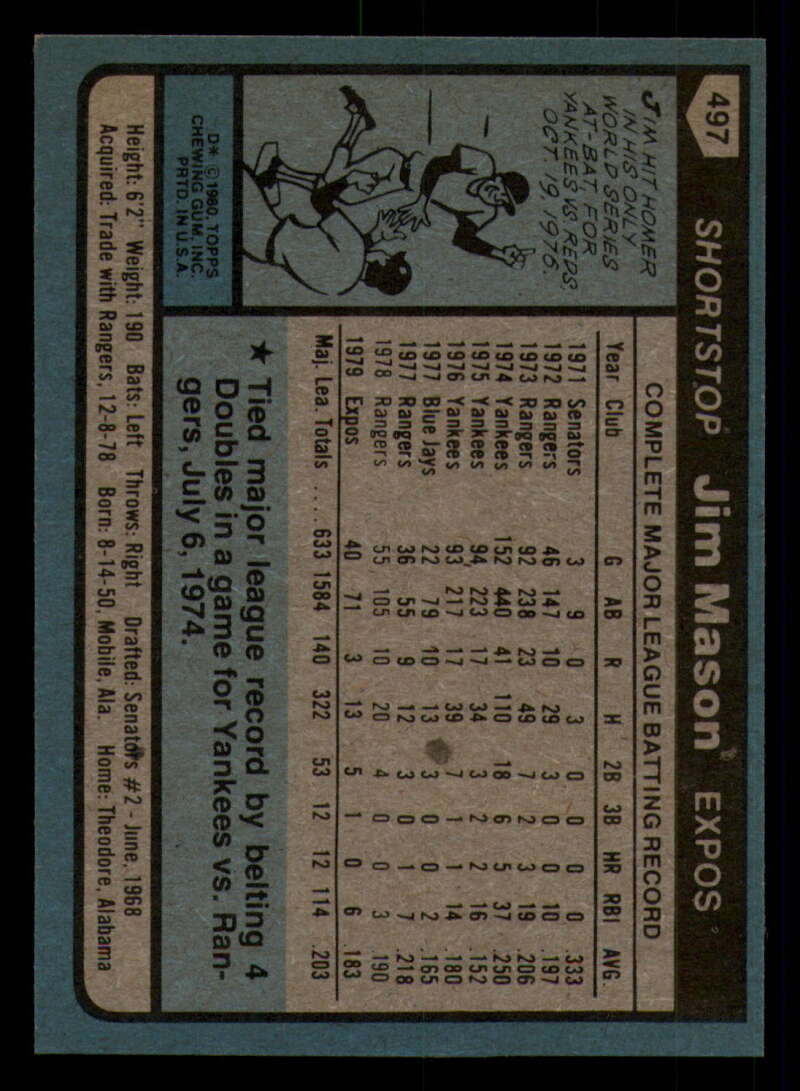 497 SHORTSTOP Jim Mason EXPOS
JIM HIT HOMER
IN HIS ONLY
WORLD SERIES
AT-BAT, FOR
YANKEES VS REDS
OCT. 19, 1976.
D* © 1980, TOPPS
CHEWING GUM, INC.
PRTD. IN U.S.A.
COMPLETE MAJOR LEAGUE BATTING RECORD
Year Club G AB R H 2B 3B HR RBI AVG.
1971 Senators 3 9 0 3 0 0 0 0 .333
1972 Rangers 46 147 10 29 3 0 0 10 .197
1973 Rangers 92 238 23 49 7 2 3 19 .206
1974 Yankees 152 440 41 110 18 6 5 37 .250
1975 Yankees 94 223 17 34 3 2 2 16 .152
1976 Yankees 93 217 17 39 7 1 1 14 .180
1977 Blue Jays 22 79 10 13 3 0 0 2 .165
1977 Rangers 36 55 9 12 3 0 1 7 .218
1978 Rangers 55 105 10 20 4 0 0 3 .190
1979 Expos 40 71 3 13 5 1 0 6 .183
Maj. Lea. Totals .... 633 1584 140 322 53 12 12 114 .203
★ Tied major league record by belting 4
Doubles in a game for Yankees vs. Ran-
gers, July 6, 1974.
Height: 6'2" Weight: 190 Bats: Left Throws: Right Drafted: Senators #2 - June, 1968
Acquired: Trade with Rangers, 12-8-78 Born: 8-14-50, Mobile, Ala. Home: Theodore, Alabama